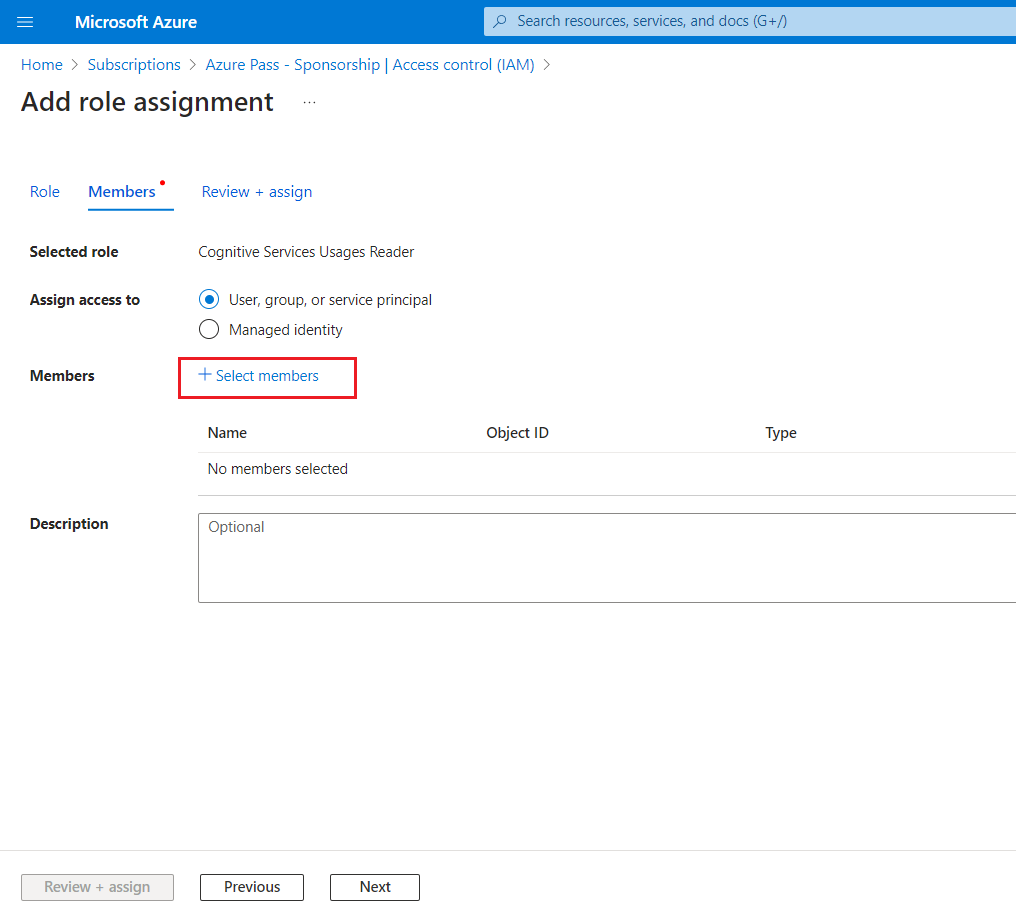 Microsoft Azure
Search resources, services, and docs (G+/)
Home > Subscriptions > Azure Pass - Sponsorship | Access control (IAM) >
Add role assignment ...
Role Members Review + assign
Selected role Cognitive Services Usages Reader
Assign access to User, group, or service principal
Managed identity
Members + Select members
Name Object ID Type
No members selected
Description Optional
Review + assign Previous Next